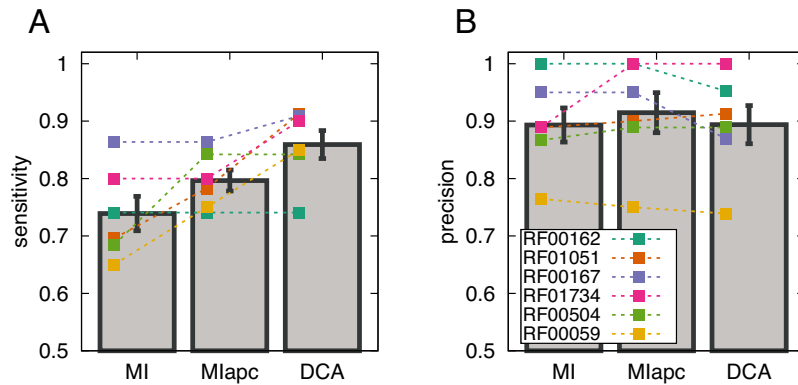 A
sensitivity
1
0.9
0.8
0.7
0.6
0.5
MI MIapc DCA
B
precision
1
0.9
0.8
0.7
0.6
0.5
RF00162
RF01051
RF00167
RF01734
RF00504
RF00059
MI MIapc DCA